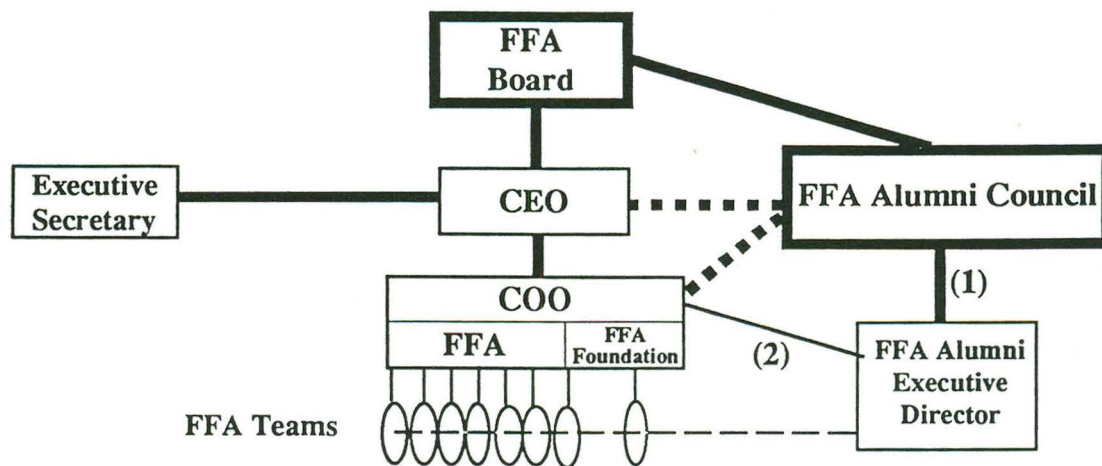 FFA
Board
Executive
Secretary
CEO
FFA Alumni Council
COO
(1)
FFA
FFA
Foundation
(2)
FFA Alumni
Executive
Director
FFA Teams